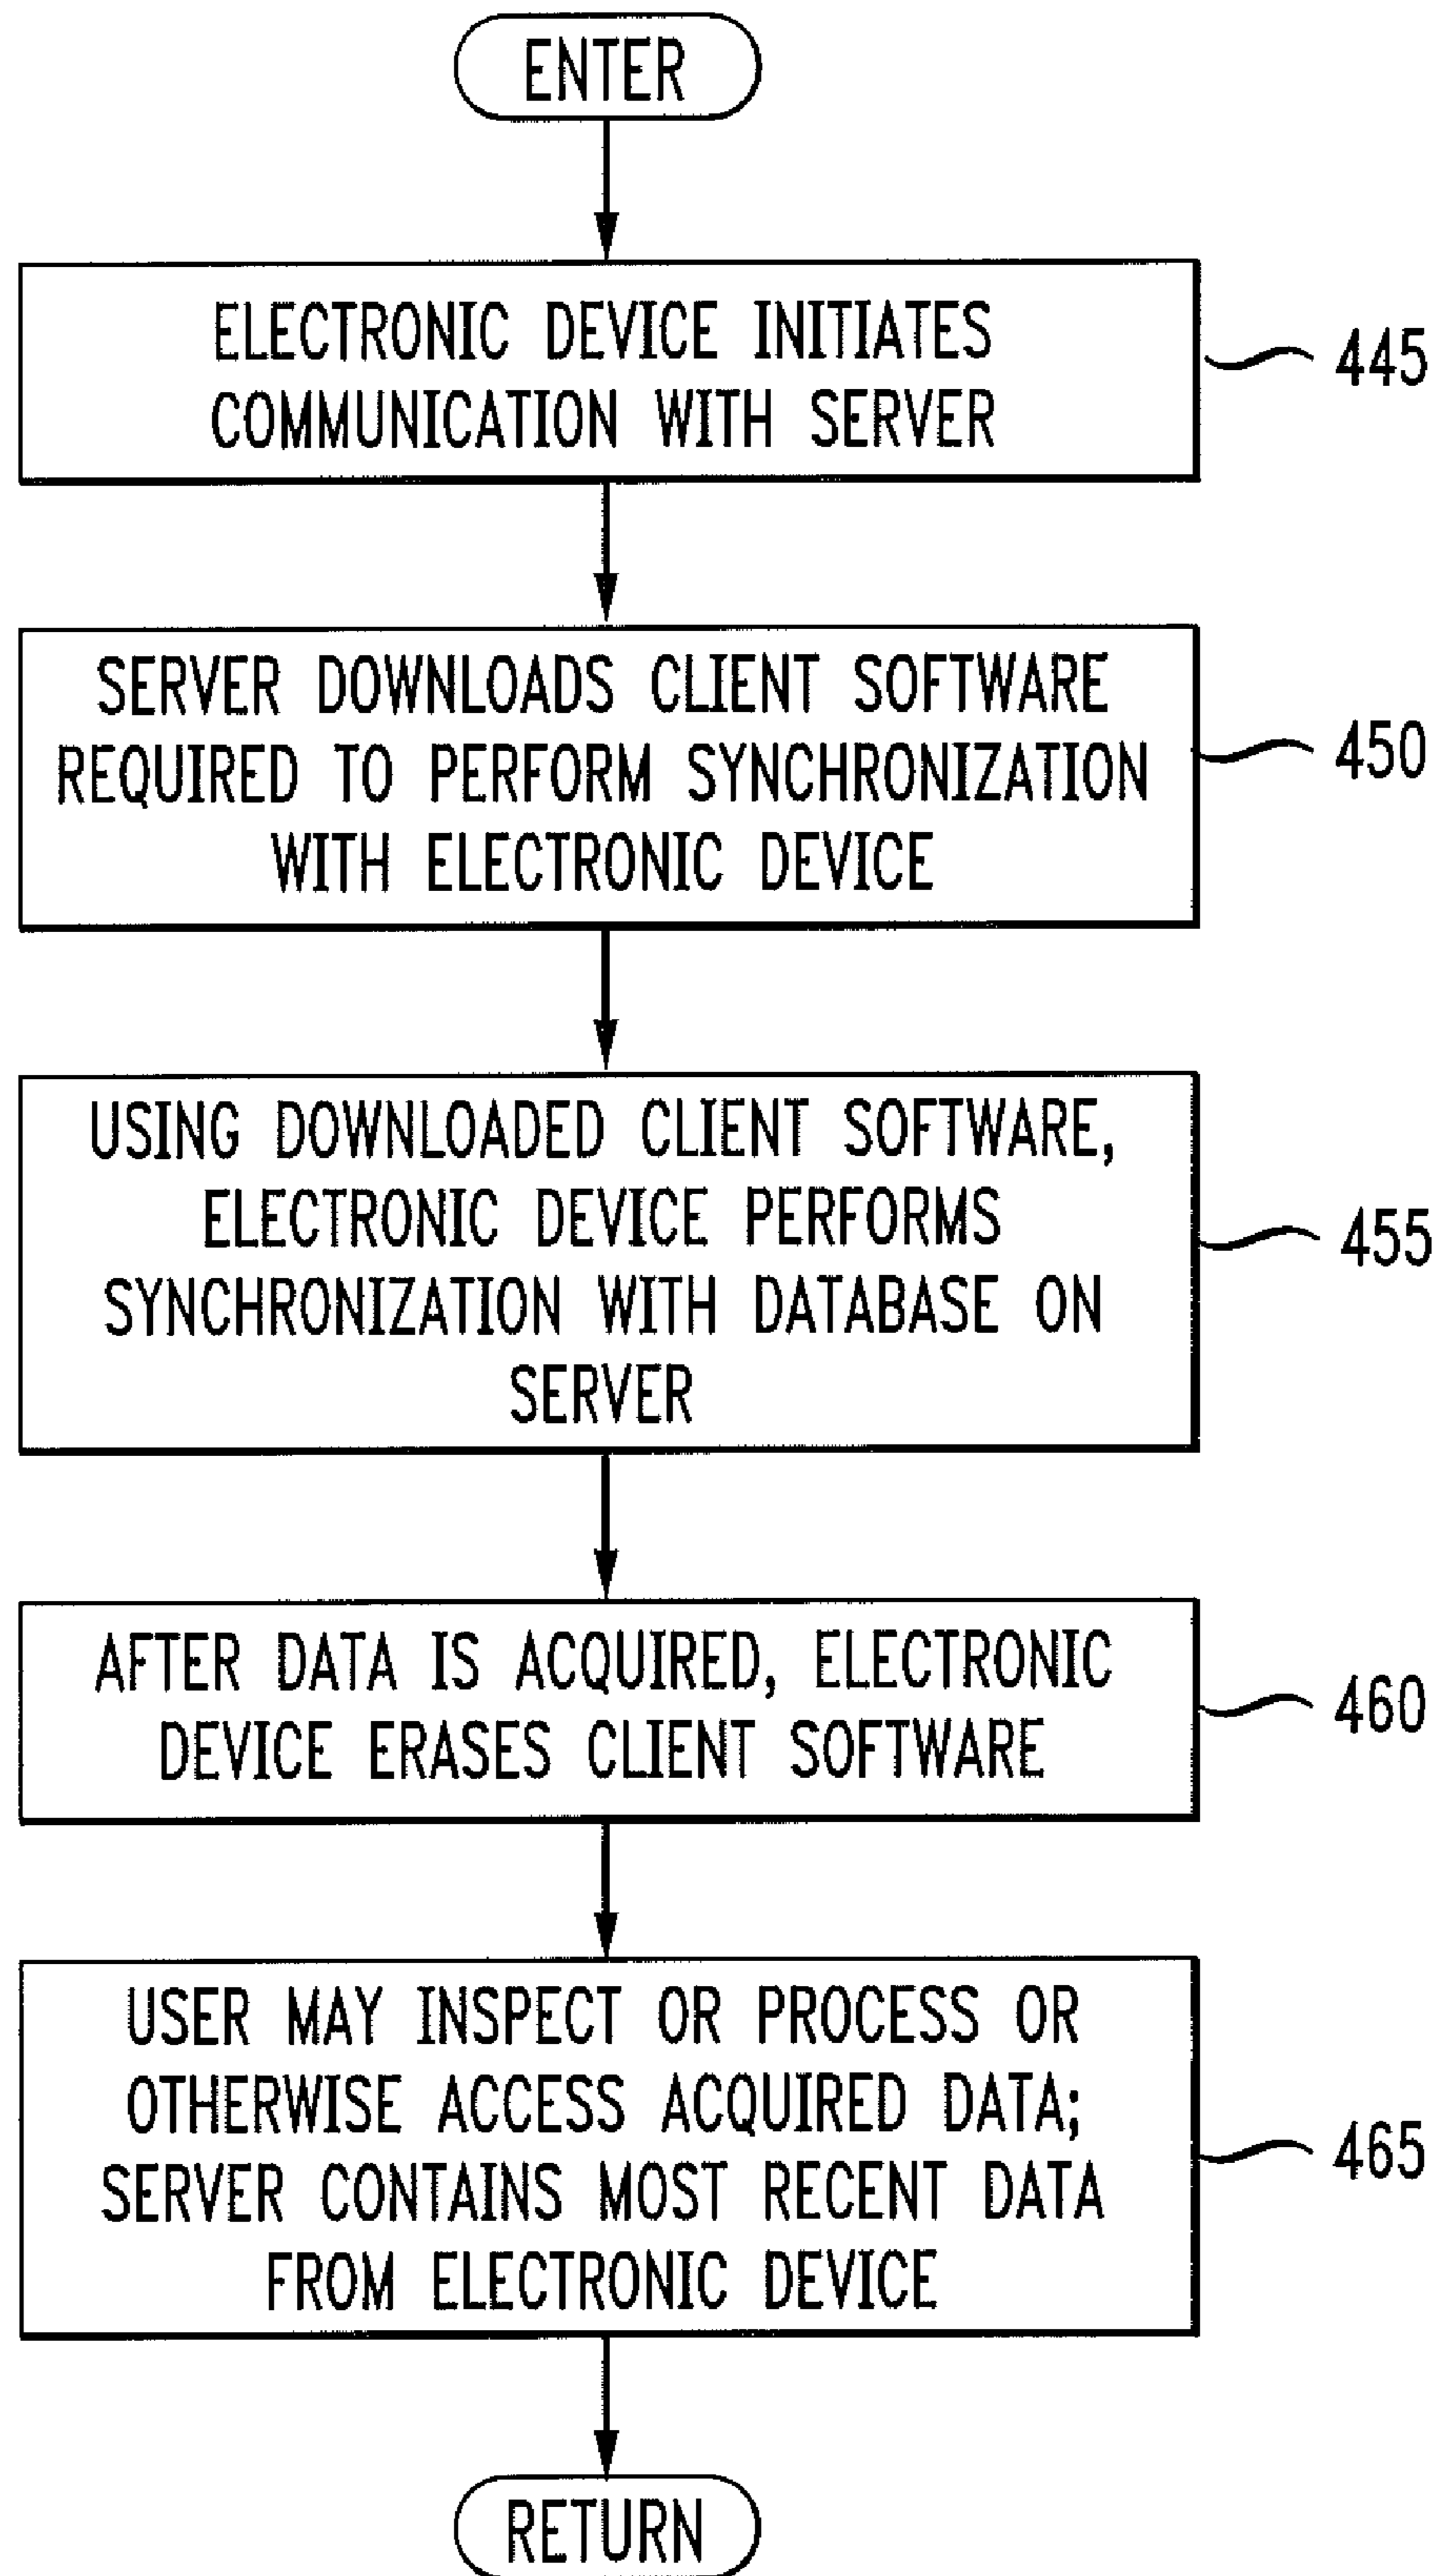 ENTER
ELECTRONIC DEVICE INITIATES
COMMUNICATION WITH SERVER
445
SERVER DOWNLOADS CLIENT SOFTWARE
REQUIRED TO PERFORM SYNCHRONIZATION
WITH ELECTRONIC DEVICE
450
USING DOWNLOADED CLIENT SOFTWARE,
ELECTRONIC DEVICE PERFORMS
SYNCHRONIZATION WITH DATABASE ON
SERVER
455
AFTER DATA IS ACQUIRED, ELECTRONIC
DEVICE ERASES CLIENT SOFTWARE
460
USER MAY INSPECT OR PROCESS OR
OTHERWISE ACCESS ACQUIRED DATA;
SERVER CONTAINS MOST RECENT DATA
FROM ELECTRONIC DEVICE
465
RETURN